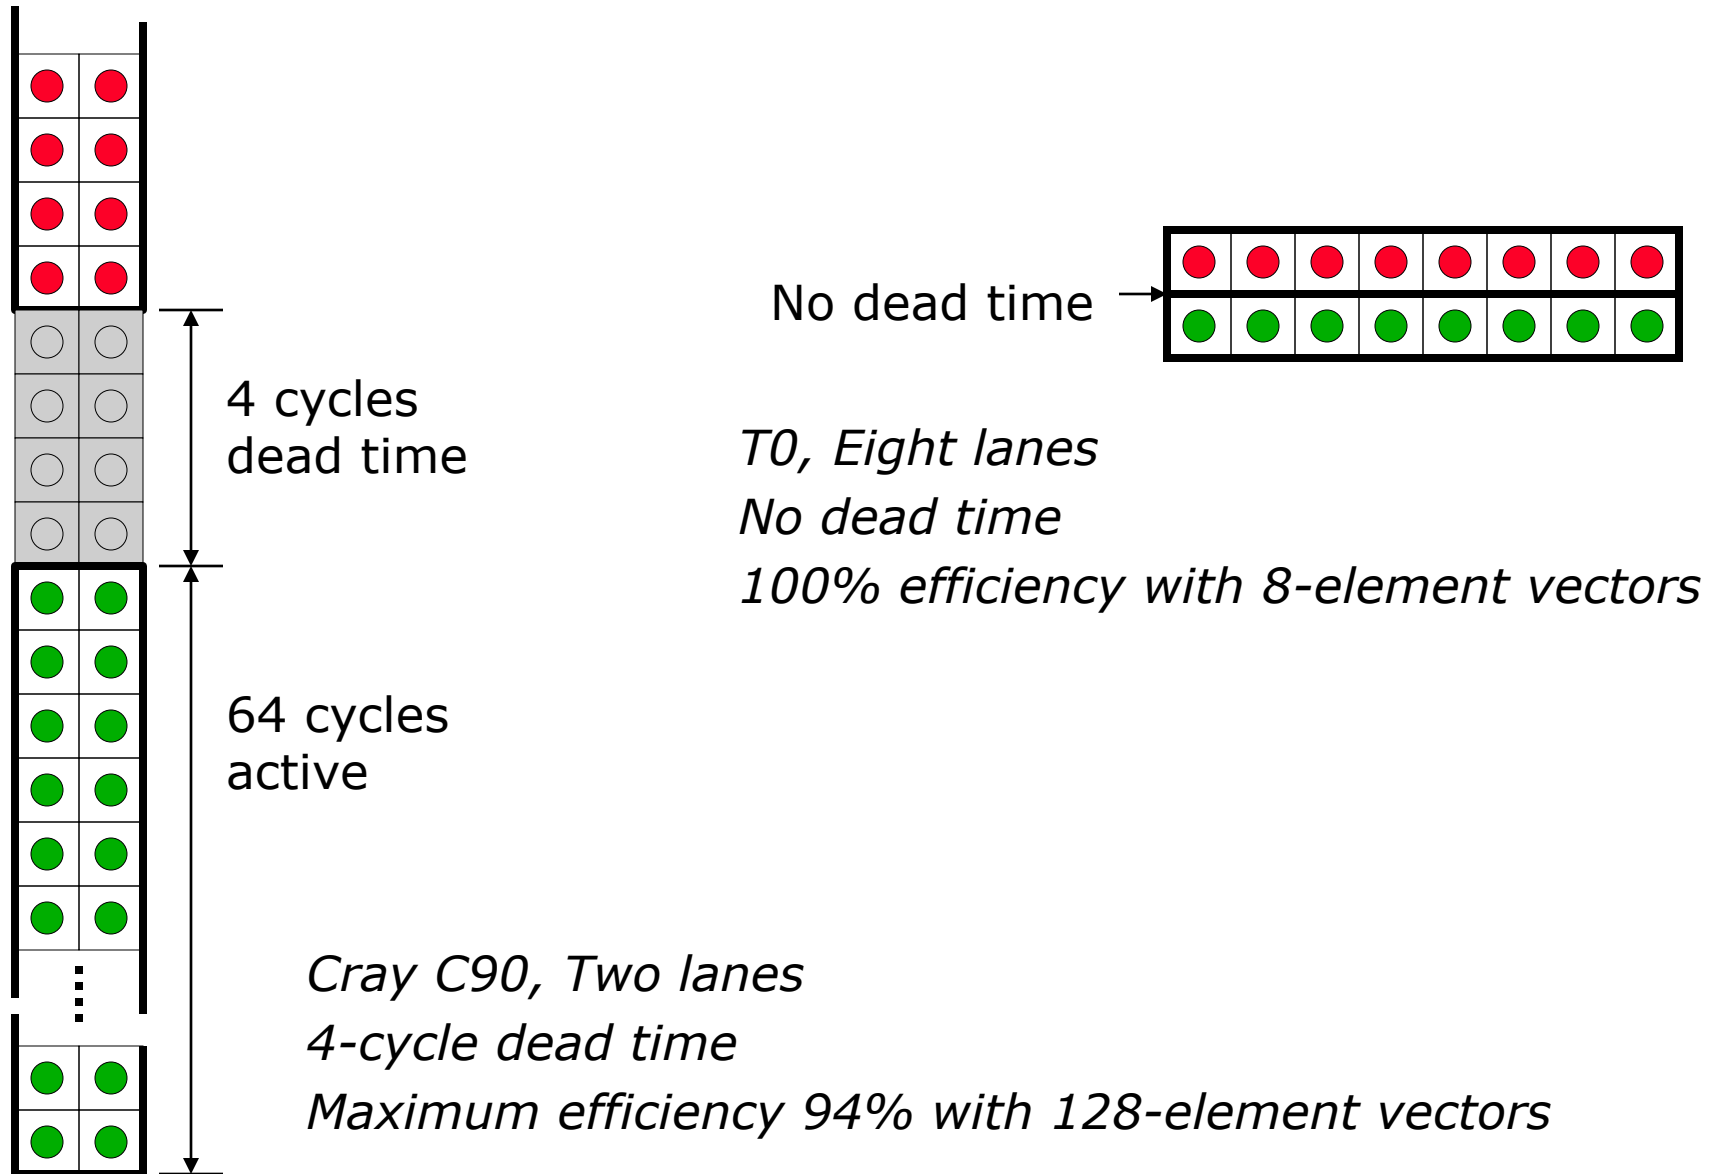 No dead time
4 cycles
dead time
T0, Eight lanes
No dead time
100% efficiency with 8-element vectors
64 cycles
active
Cray C90, Two lanes
4-cycle dead time
Maximum efficiency 94% with 128-element vectors